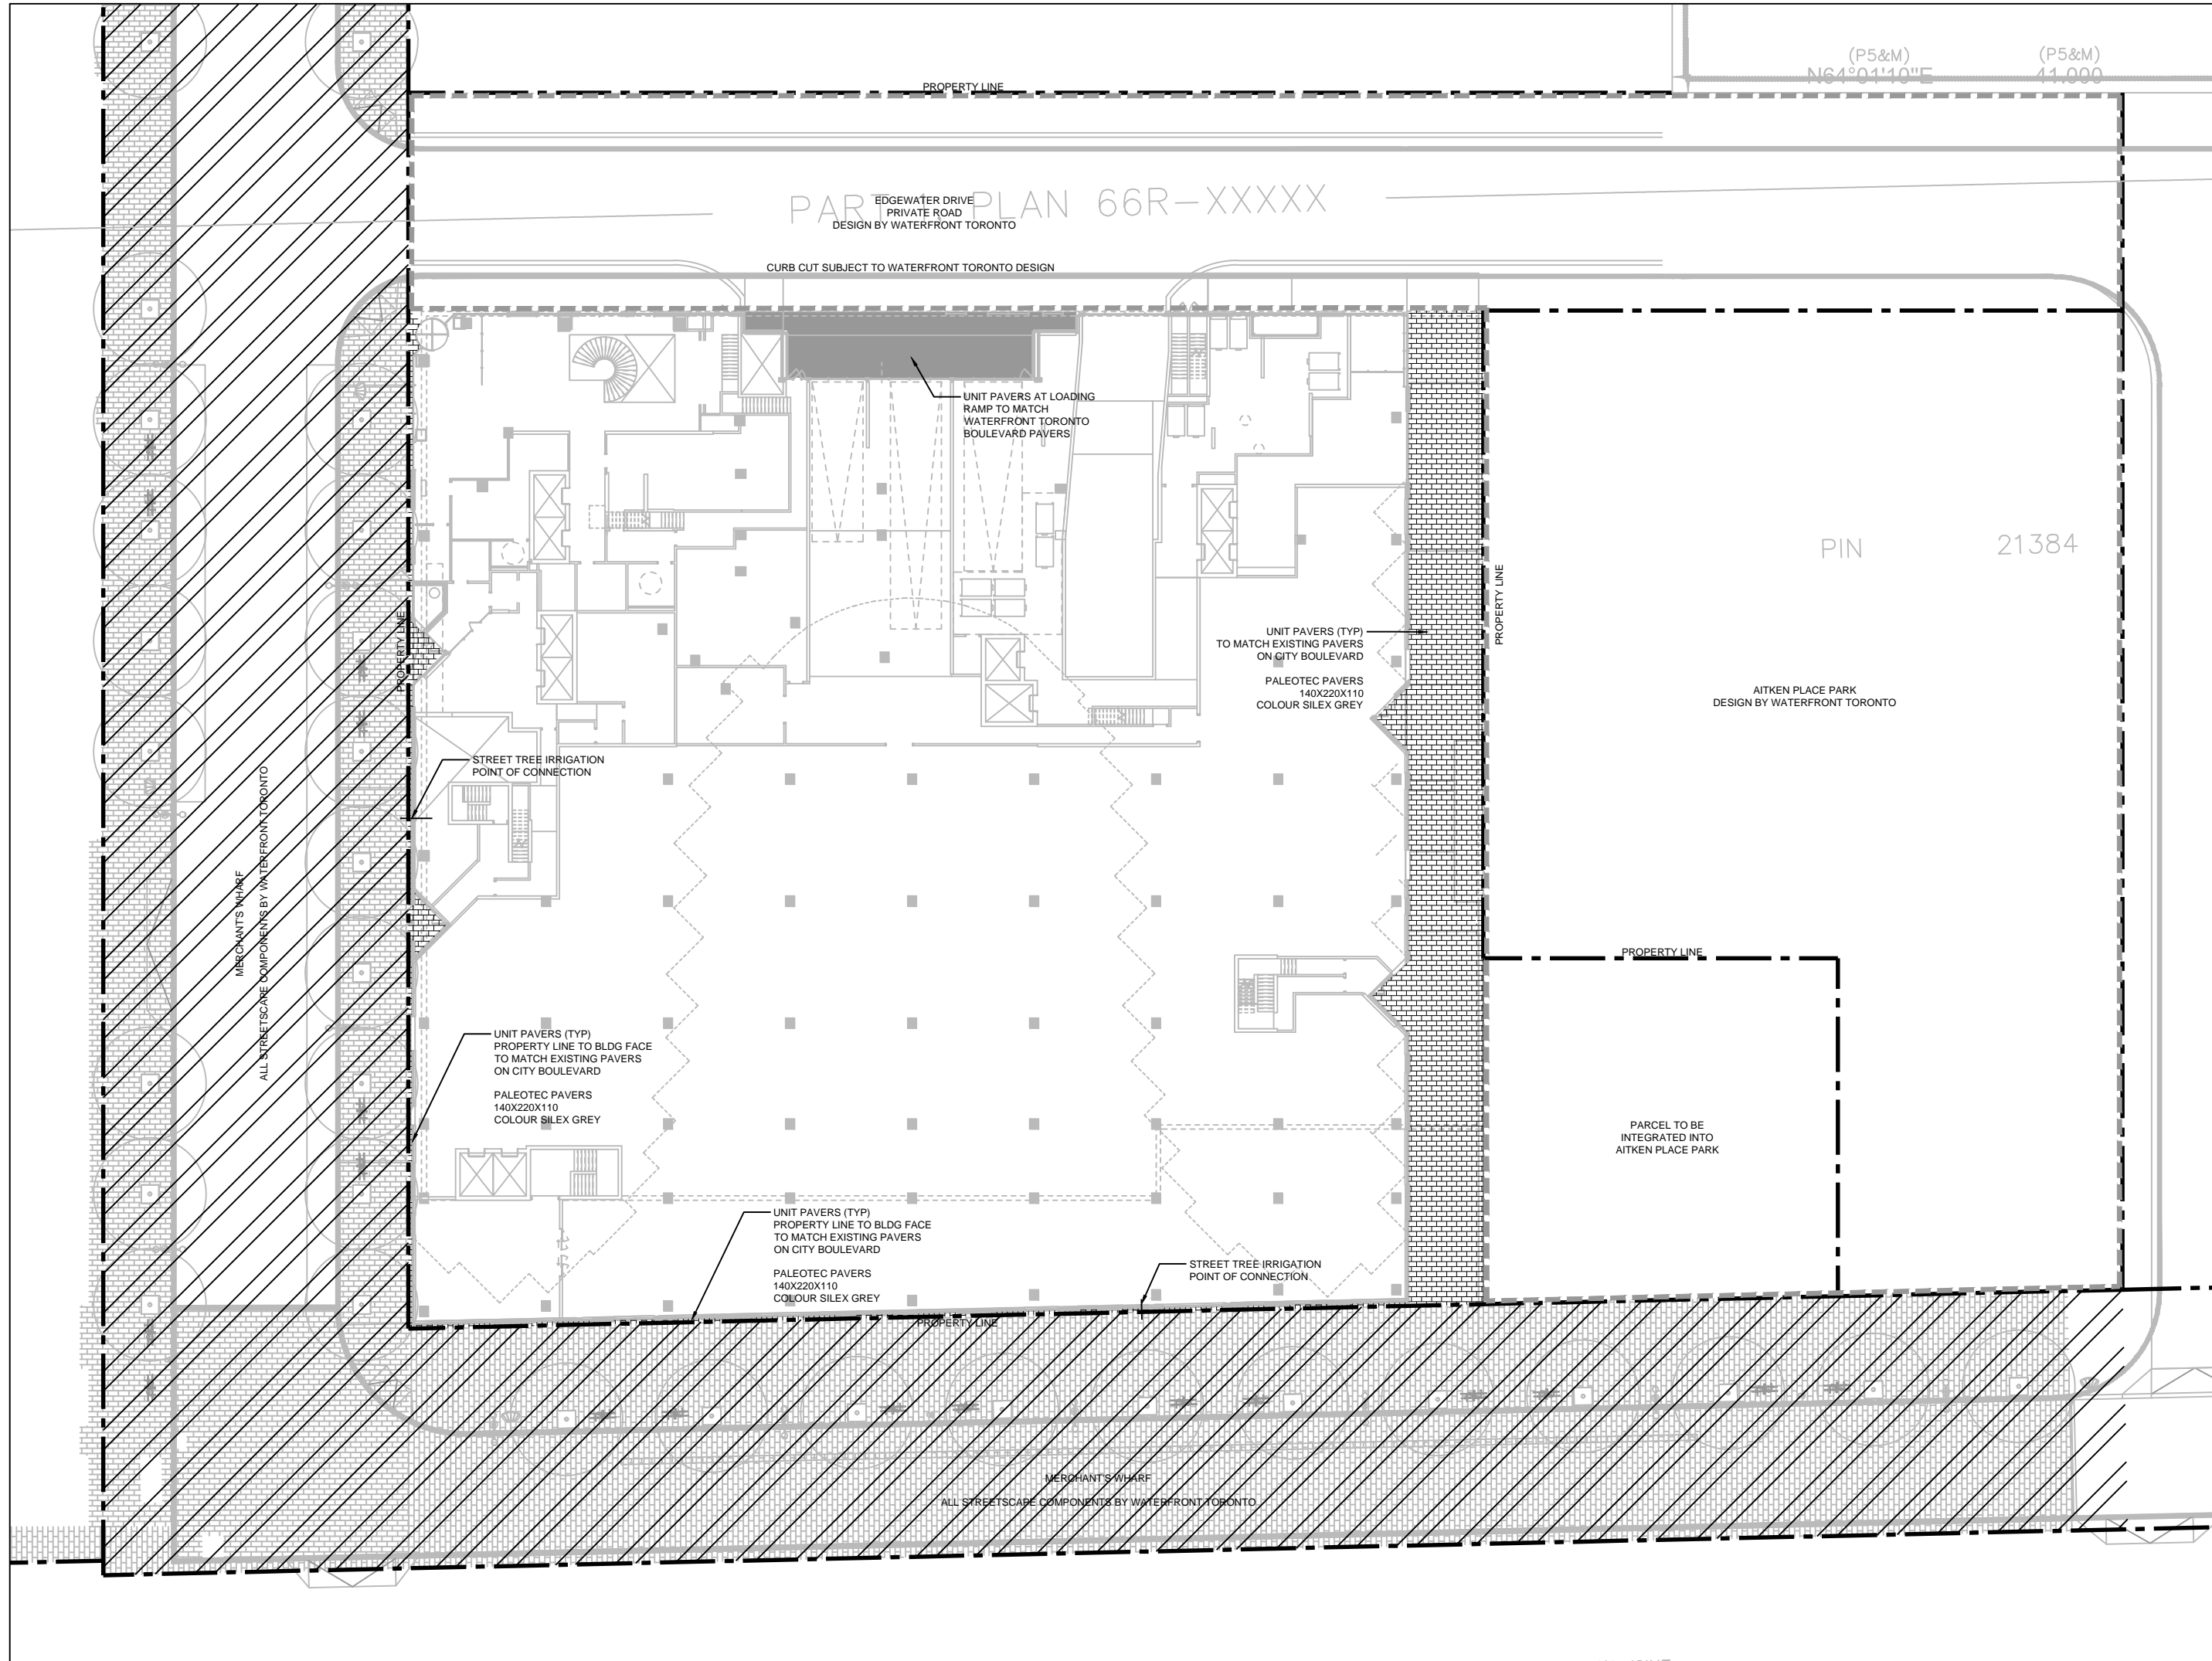 (P5&M)
(P5&M)
N64°01'10"E
41.000
PROPERTY LINE
PART 1, PLAN 66R-XXXXX
EDGEWATER DRIVE
PRIVATE ROAD
DESIGN BY WATERFRONT TORONTO
CURB CUT SUBJECT TO WATERFRONT TORONTO DESIGN
UNIT PAVERS AT LOADING
RAMP TO MATCH
WATERFRONT TORONTO
BOULEVARD PAVERS
PIN 21384
PROPERTY LINE
PROPERTY LINE
UNIT PAVERS (TYP)
TO MATCH EXISTING PAVERS
ON CITY BOULEVARD
PALEOTEC PAVERS
140X220X110
COLOUR SILEX GREY
AITKEN PLACE PARK
DESIGN BY WATERFRONT TORONTO
STREET TREE IRRIGATION
POINT OF CONNECTION
MERCHANT'S WHARF
ALL STREETSCAPE COMPONENTS BY WATERFRONT TORONTO
PROPERTY LINE
UNIT PAVERS (TYP)
PROPERTY LINE TO BLDG FACE
TO MATCH EXISTING PAVERS
ON CITY BOULEVARD
PALEOTEC PAVERS
140X220X110
COLOUR SILEX GREY
PARCEL TO BE
INTEGRATED INTO
AITKEN PLACE PARK
UNIT PAVERS (TYP)
PROPERTY LINE TO BLDG FACE
TO MATCH EXISTING PAVERS
ON CITY BOULEVARD
PALEOTEC PAVERS
140X220X110
COLOUR SILEX GREY
STREET TREE IRRIGATION
POINT OF CONNECTION
PROPERTY LINE
MERCHANT'S WHARF
ALL STREETSCAPE COMPONENTS BY WATERFRONT TORONTO